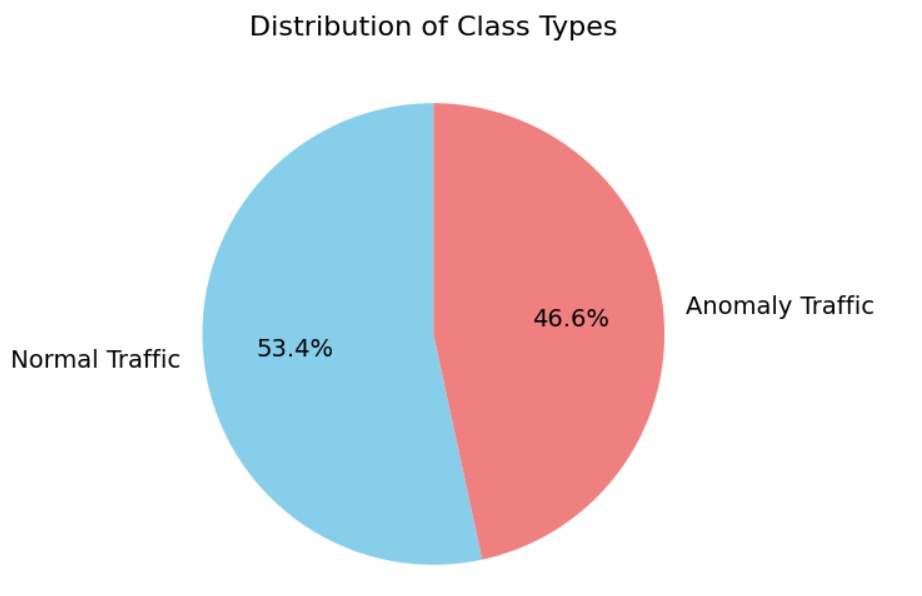 Distribution of Class Types
Anomaly Traffic
46.6%
53.4%
Normal Traffic